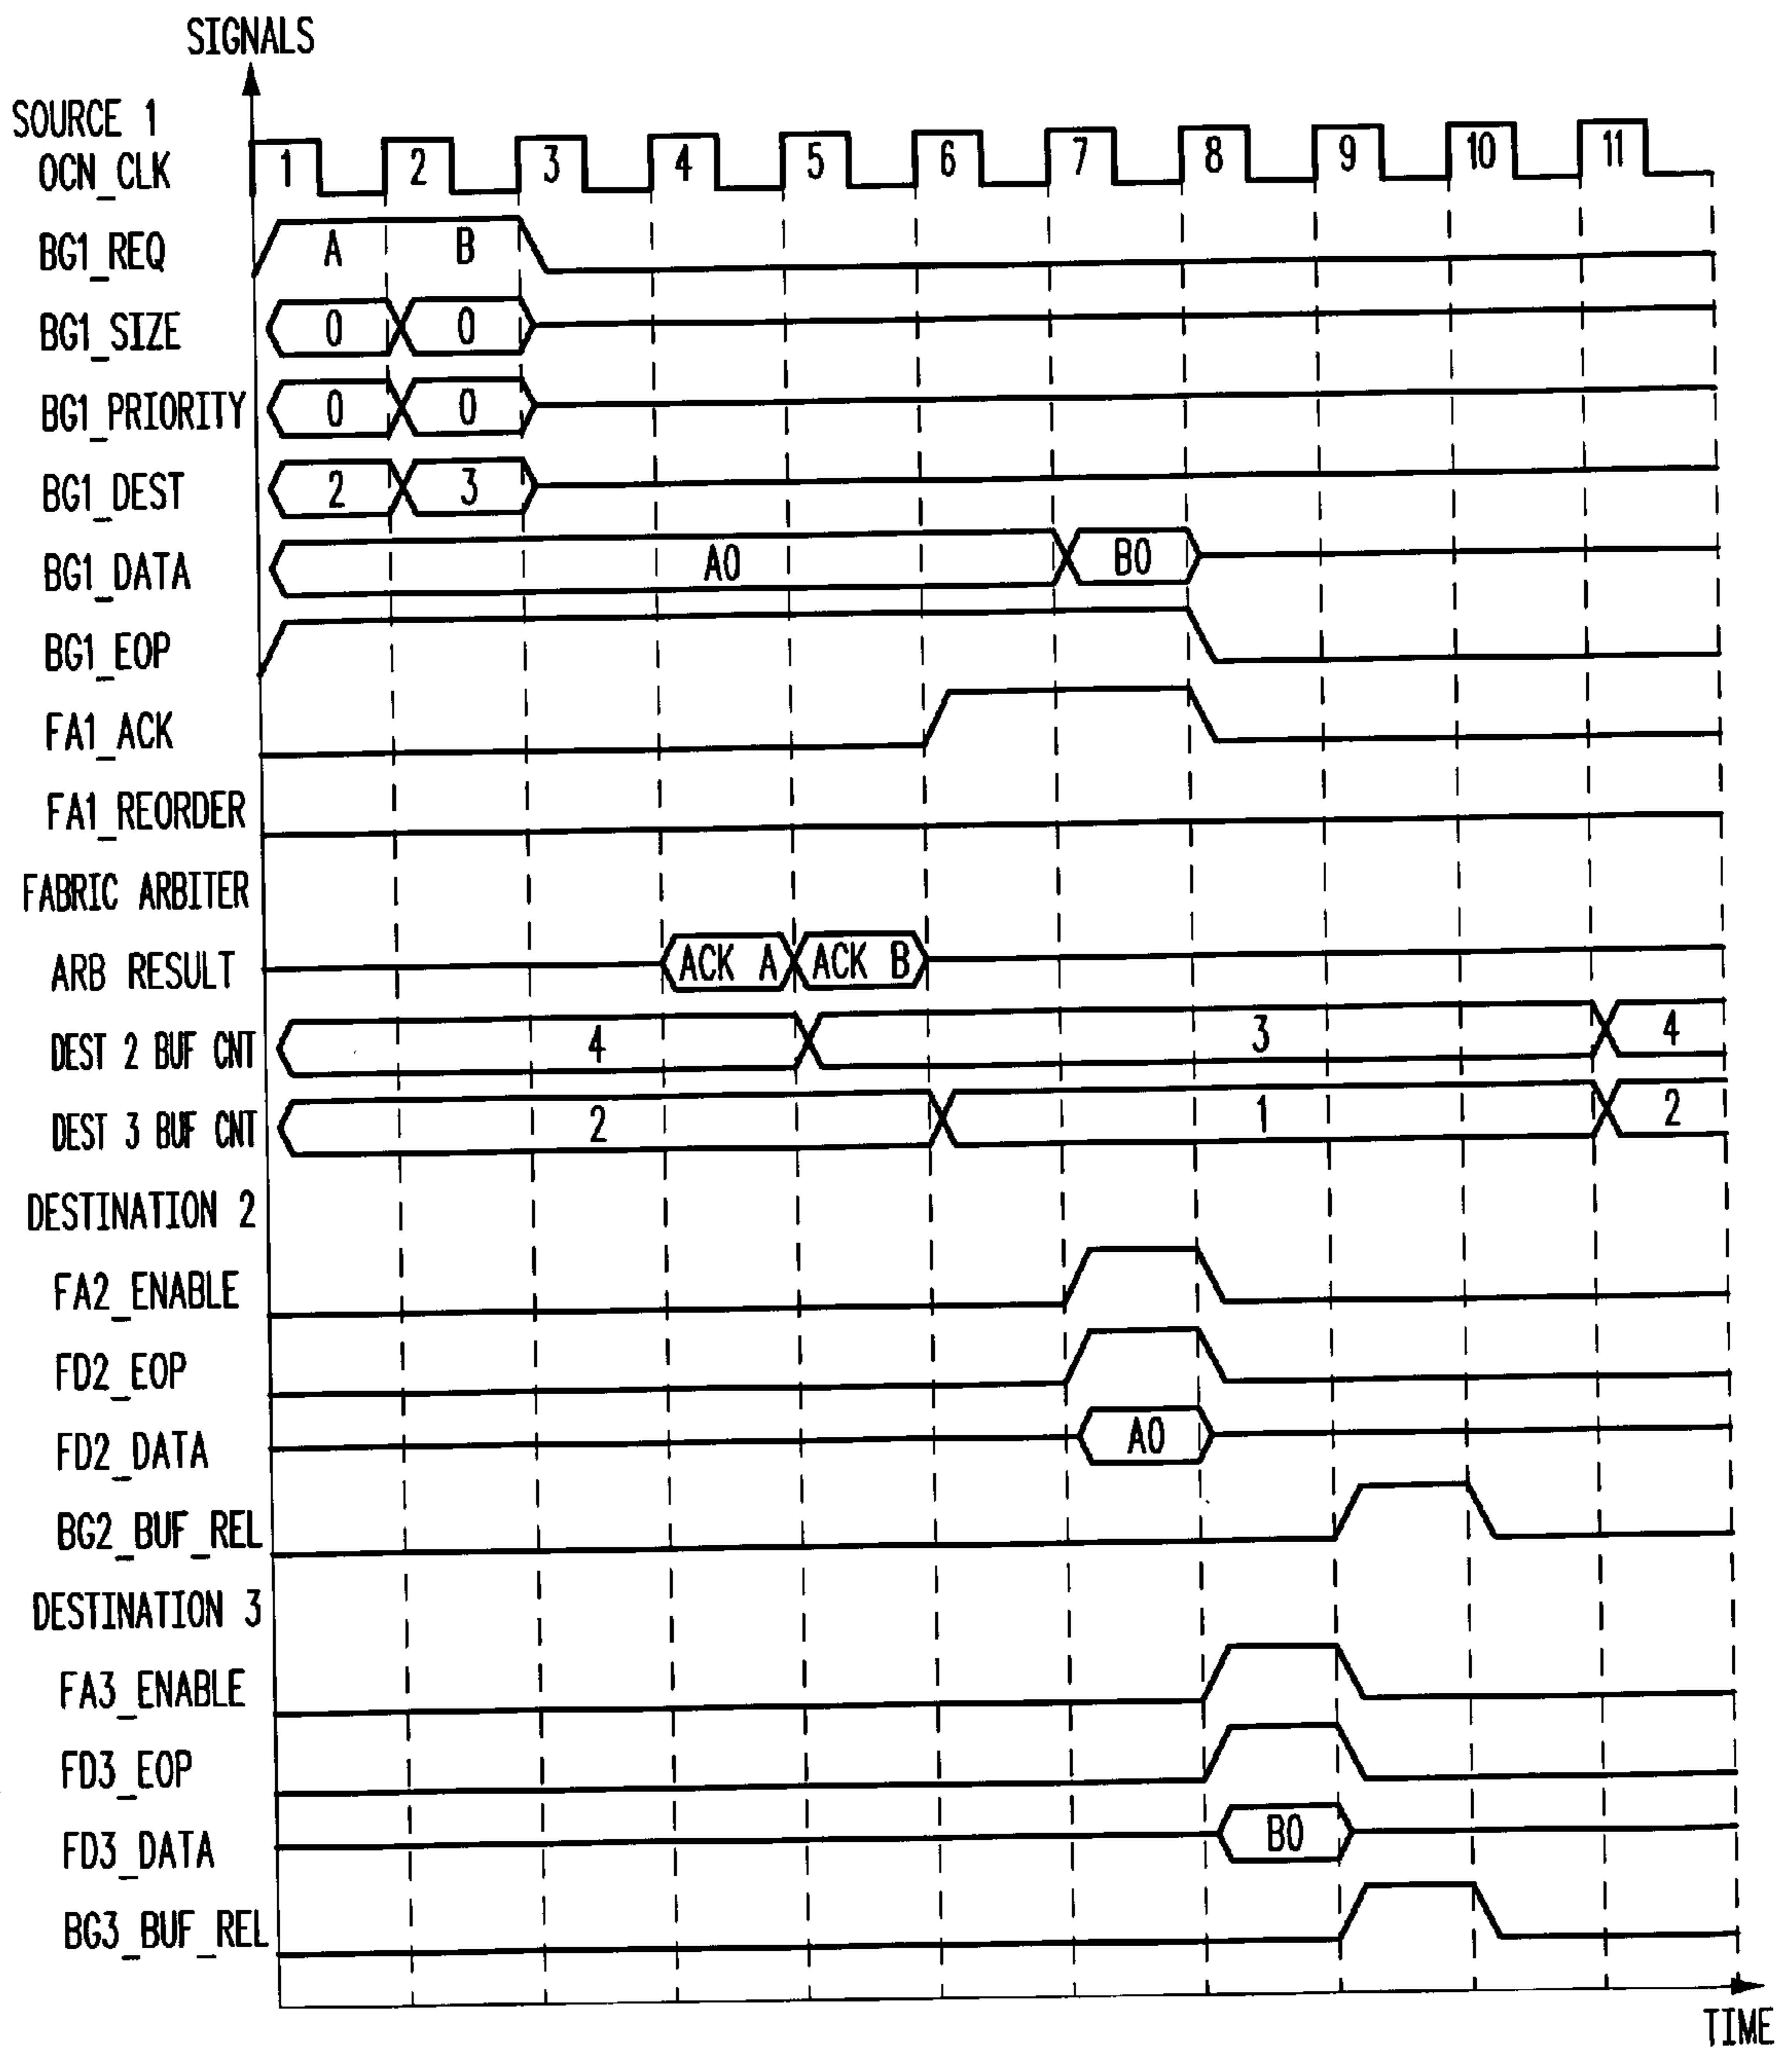 SIGNALS
SOURCE 1
OCN_CLK 1 2 3 4 5 6 7 8 9 10 11
BG1_REQ A B
BG1_SIZE 0 0
BG1_PRIORITY 0 0
BG1_DEST 2 3
BG1_DATA A0 B0
BG1_EOP
FA1_ACK
FA1_REORDER
FABRIC ARBITER
ARB RESULT ACK A ACK B
DEST 2 BUF CNT 4 3 4
DEST 3 BUF CNT 2 1 2
DESTINATION 2
FA2_ENABLE
FD2_EOP
FD2_DATA A0
BG2_BUF_REL
DESTINATION 3
FA3_ENABLE
FD3_EOP
FD3_DATA B0
BG3_BUF_REL
TIME